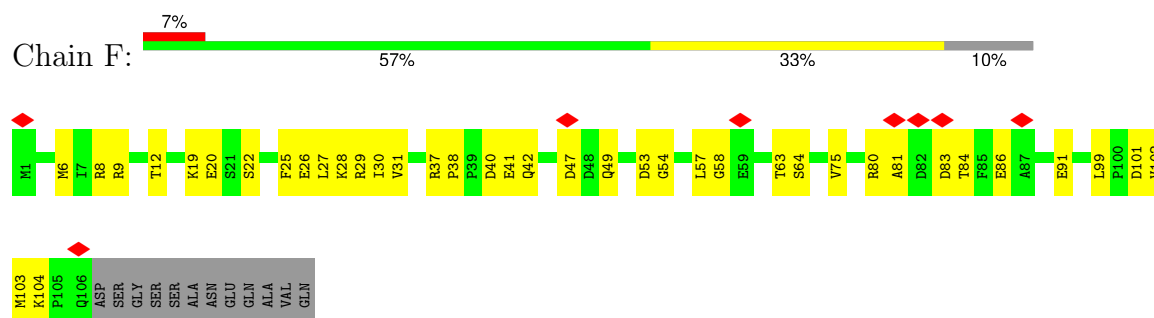 7%
Chain F:
57% 33% 10%
M1 M6 I7 R8 R9 T12 K19 E20 S21 S22 F25 E26 L27 K28 R29 I30 V31 R37 P38 P39 D40 E41 Q42 D47 D48 Q49 D53 G54 L57 G58 E59 T63 S64 V75 R80 A81 D82 D83 T84 F85 E86 A87 E91 L99 P100 D101
M103 K104 P105 Q106 ASP SER GLY SER SER ALA ASN GLU GLN ALA VAL GLN